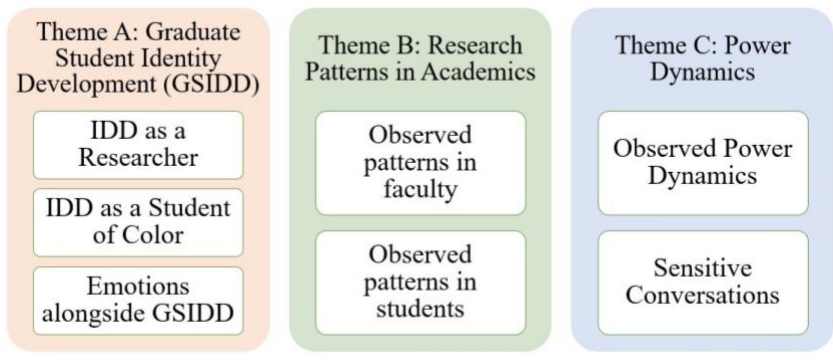 Theme A: Graduate
Student Identity
Development (GSIDD)
IDD as a
Researcher
IDD as a Student
of Color
Emotions
alongside GSIDD
Theme B: Research
Patterns in Academics
Observed
patterns in
faculty
Observed
patterns in
students
Theme C: Power
Dynamics
Observed Power
Dynamics
Sensitive
Conversations